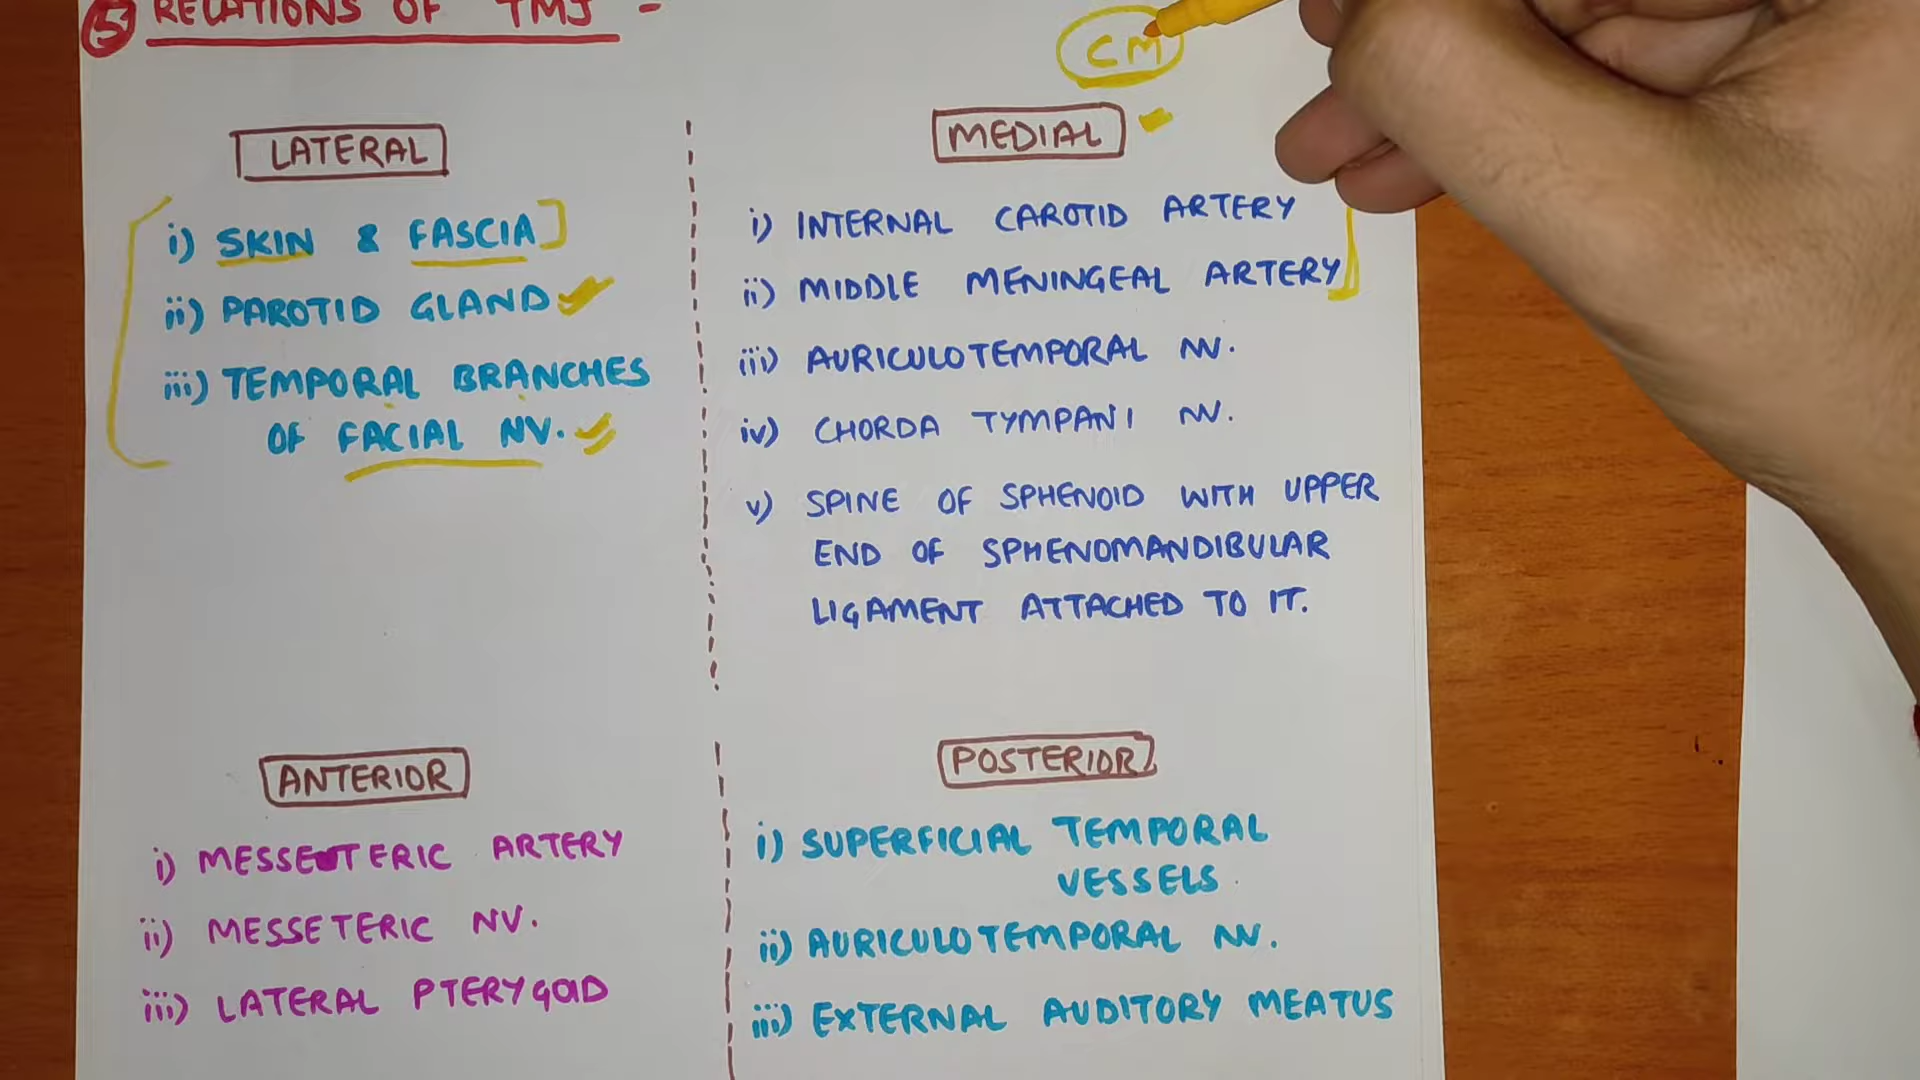 5 RELATIONS OF TMJ -
CM
LATERAL
i) SKIN & FASCIA
ii) PAROTID GLAND
iii) TEMPORAL BRANCHES
OF FACIAL NV.
MEDIAL
i) INTERNAL CAROTID ARTERY
ii) MIDDLE MENINGEAL ARTERY
iii) AURICULOTEMPORAL NV.
iv) CHORDA TYMPANI NV.
v) SPINE OF SPHENOID WITH UPPER
END OF SPHENOMANDIBULAR
LIGAMENT ATTACHED TO IT.
ANTERIOR
i) MESSETERIC ARTERY
ii) MESSETERIC NV.
iii) LATERAL PTERYGOID
POSTERIOR
i) SUPERFICIAL TEMPORAL
VESSELS
ii) AURICULOTEMPORAL NV.
iii) EXTERNAL AUDITORY MEATUS